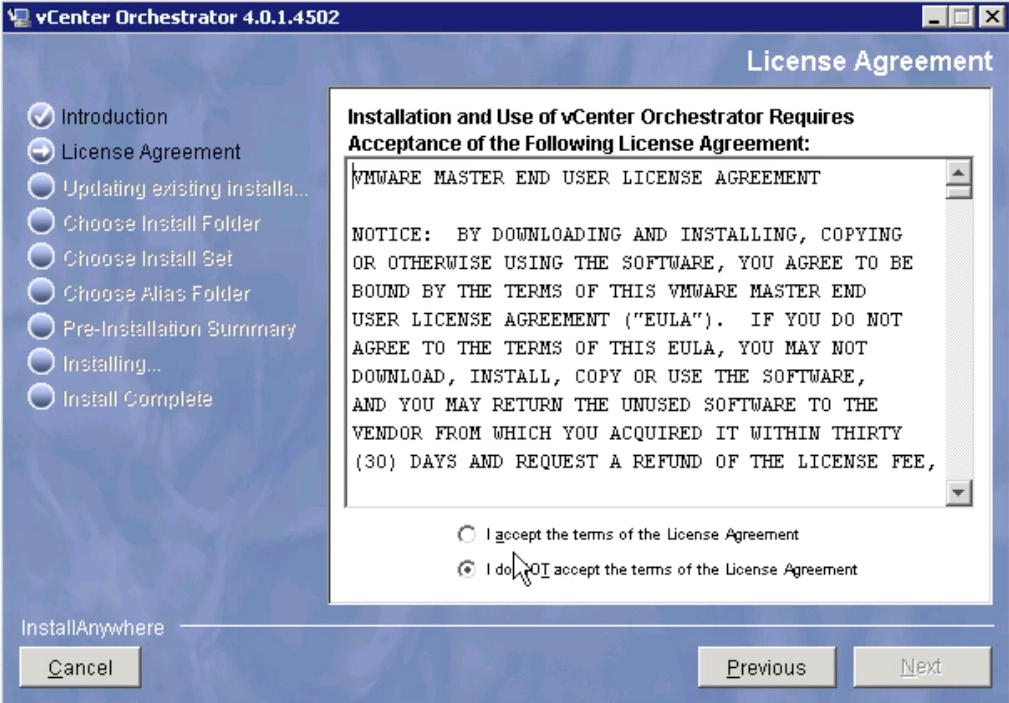 vCenter Orchestrator 4.0.1.4502
License Agreement
Introduction
License Agreement
Updating existing installa...
Choose Install Folder
Choose Install Set
Choose Alias Folder
Pre-Installation Summary
Installing...
Install Complete
Installation and Use of vCenter Orchestrator Requires
Acceptance of the Following License Agreement:
VMWARE MASTER END USER LICENSE AGREEMENT
NOTICE: BY DOWNLOADING AND INSTALLING, COPYING
OR OTHERWISE USING THE SOFTWARE, YOU AGREE TO BE
BOUND BY THE TERMS OF THIS VMWARE MASTER END
USER LICENSE AGREEMENT ("EULA"). IF YOU DO NOT
AGREE TO THE TERMS OF THIS EULA, YOU MAY NOT
DOWNLOAD, INSTALL, COPY OR USE THE SOFTWARE,
AND YOU MAY RETURN THE UNUSED SOFTWARE TO THE
VENDOR FROM WHICH YOU ACQUIRED IT WITHIN THIRTY
(30) DAYS AND REQUEST A REFUND OF THE LICENSE FEE,
I accept the terms of the License Agreement
I do NOT accept the terms of the License Agreement
InstallAnywhere
Cancel
Previous
Next